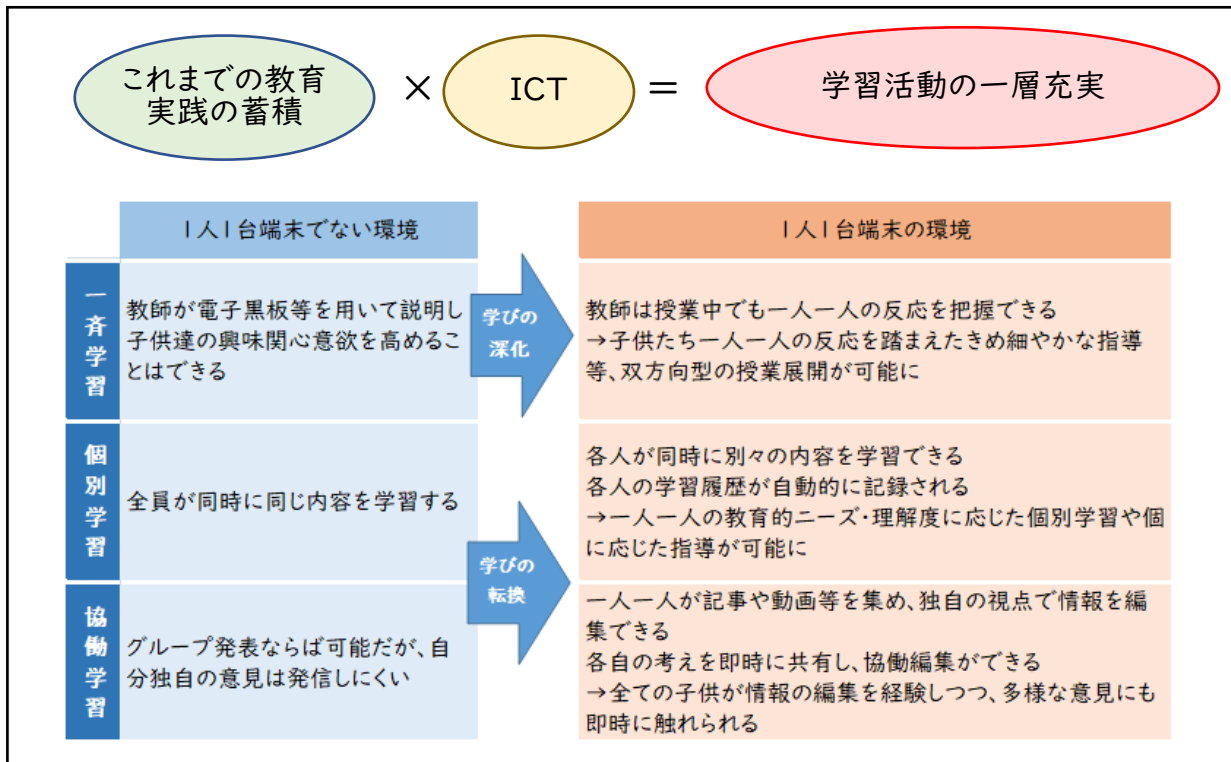 これまでの教育
実践の蓄積
×
ICT
=
学習活動の一層充実
1人1台端末でない環境
1人1台端末の環境
一斉学習
教師が電子黒板等を用いて説明し
子供達の興味関心意欲を高めるこ
とはできる
学びの
深化
教師は授業中でも一人一人の反応を把握できる
→子供たち一人一人の反応を踏まえたきめ細やかな指導
等、双方向型の授業展開が可能に
個別学習
全員が同時に同じ内容を学習する
各人が同時に別々の内容を学習できる
各人の学習履歴が自動的に記録される
→一人一人の教育的ニーズ・理解度に応じた個別学習や個
に応じた指導が可能に
学びの
転換
協働学習
グループ発表ならば可能だが、自
分独自の意見は発信しにくい
一人一人が記事や動画等を集め、独自の視点で情報を編
集できる
各自の考えを即時に共有し、協働編集ができる
→全ての子供が情報の編集を経験しつつ、多様な意見にも
即時に触れられる